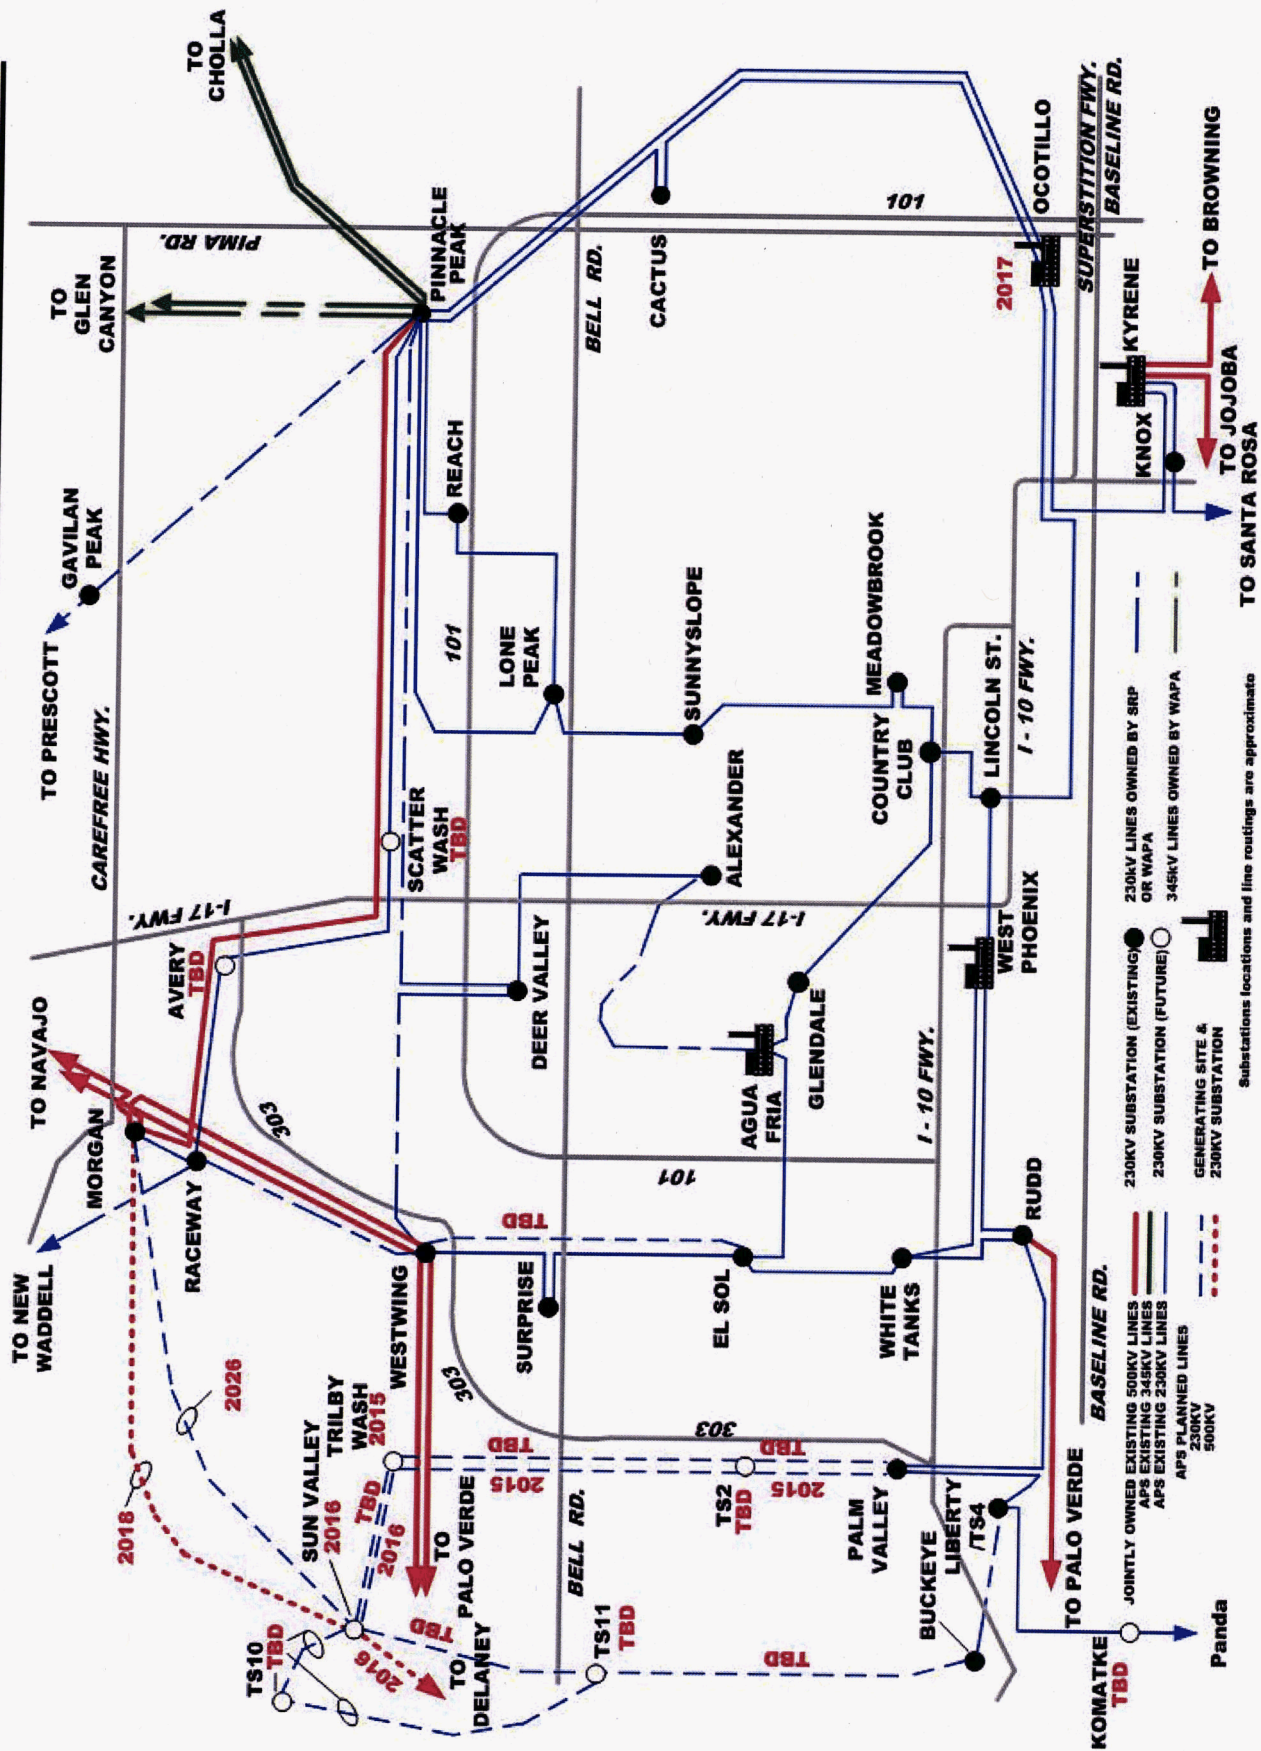 TO
CHOLLA
PIMA RD.
TO
GLEN
CANYON
PINNACLE
PEAK
BELL RD.
CACTUS
101
2017
OCOTILLO
SUPERSTITION FWY.
BASELINE RD.
KYRENE
TO BROWNING
KNOX
TO JOJOBA
TO SANTA ROSA
GAVILAN
PEAK
TO PRESCOTT
CAREFREE HWY.
REACH
101
LONE
PEAK
SUNNYSLOPE
MEADOWBROOK
COUNTRY
CLUB
LINCOLN ST.
I - 10 FWY.
SCATTER
WASH
TBD
ALEXANDER
I-17 FWY.
I-17 FWY.
AVERY
TBD
DEER VALLEY
GLENDALE
AGUA
FRIA
WEST
PHOENIX
I - 10 FWY.
TO NAVAJO
MORGAN
303
101
RACEWAY
TO NEW
WADDELL
WESTWING
TBD
SURPRISE
EL SOL
WHITE
TANKS
RUDD
BASELINE RD.
303
303
2026
2018
SUN VALLEY
2016
TRILBY
WASH
2015
TBD
2016
TBD
2015
TBD
2015
TS2
TBD
PALM
VALLEY
LIBERTY
/TS4
BUCKEYE
TO
PALO VERDE
BELL RD.
TO PALO VERDE
TS10
TBD
2016
TBD
TO
DELANEY
TS11
TBD
TBD
KOMATKE
TBD
Panda
JOINTLY OWNED EXISTING 500KV LINES
APS EXISTING 345KV LINES
APS EXISTING 230KV LINES
APS PLANNED LINES
230KV
500KV
230KV SUBSTATION (EXISTING)
230KV SUBSTATION (FUTURE)
GENERATING SITE &
230KV SUBSTATION
230kV LINES OWNED BY SRP
OR WAPA
345kV LINES OWNED BY WAPA
Substations locations and line routings are approximato